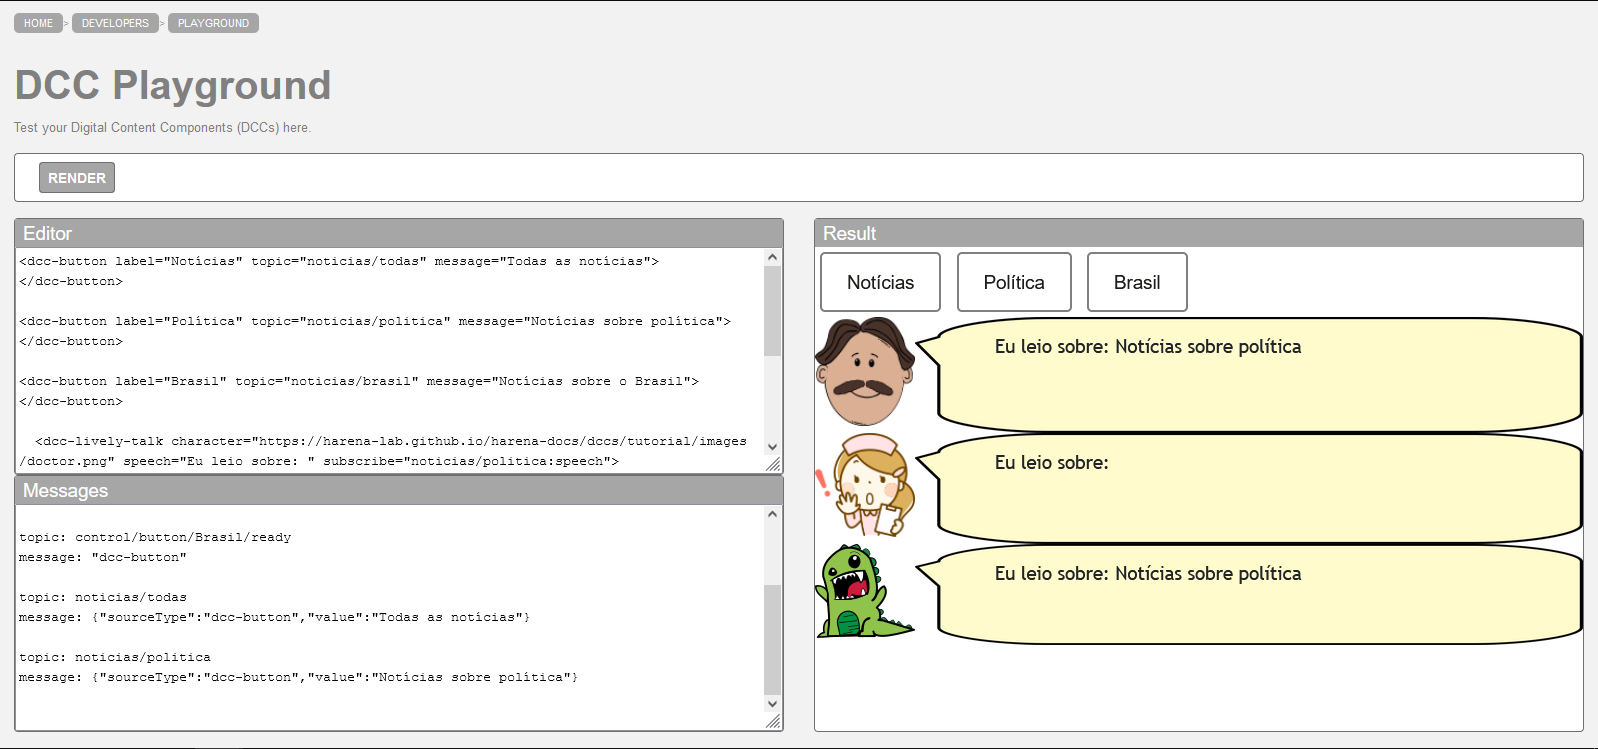 HOME > DEVELOPERS > PLAYGROUND
DCC Playground
Test your Digital Content Components (DCCs) here.
RENDER
Editor
<dcc-button label="Notícias" topic="noticias/todas" message="Todas as notícias">
</dcc-button>
<dcc-button label="Política" topic="noticias/politica" message="Notícias sobre política">
</dcc-button>
<dcc-button label="Brasil" topic="noticias/brasil" message="Notícias sobre o Brasil">
</dcc-button>
<dcc-lively-talk character="https://harena-lab.github.io/harena-docs/dccs/tutorial/images
/doctor.png" speech="Eu leio sobre: " subscribe="noticias/politica:speech">
Messages
topic: control/button/Brasil/ready
message: "dcc-button"
topic: noticias/todas
message: {"sourceType":"dcc-button","value":"Todas as notícias"}
topic: noticias/politica
message: {"sourceType":"dcc-button","value":"Notícias sobre política"}
Result
Notícias Política Brasil
Eu leio sobre: Notícias sobre política
Eu leio sobre:
Eu leio sobre: Notícias sobre política